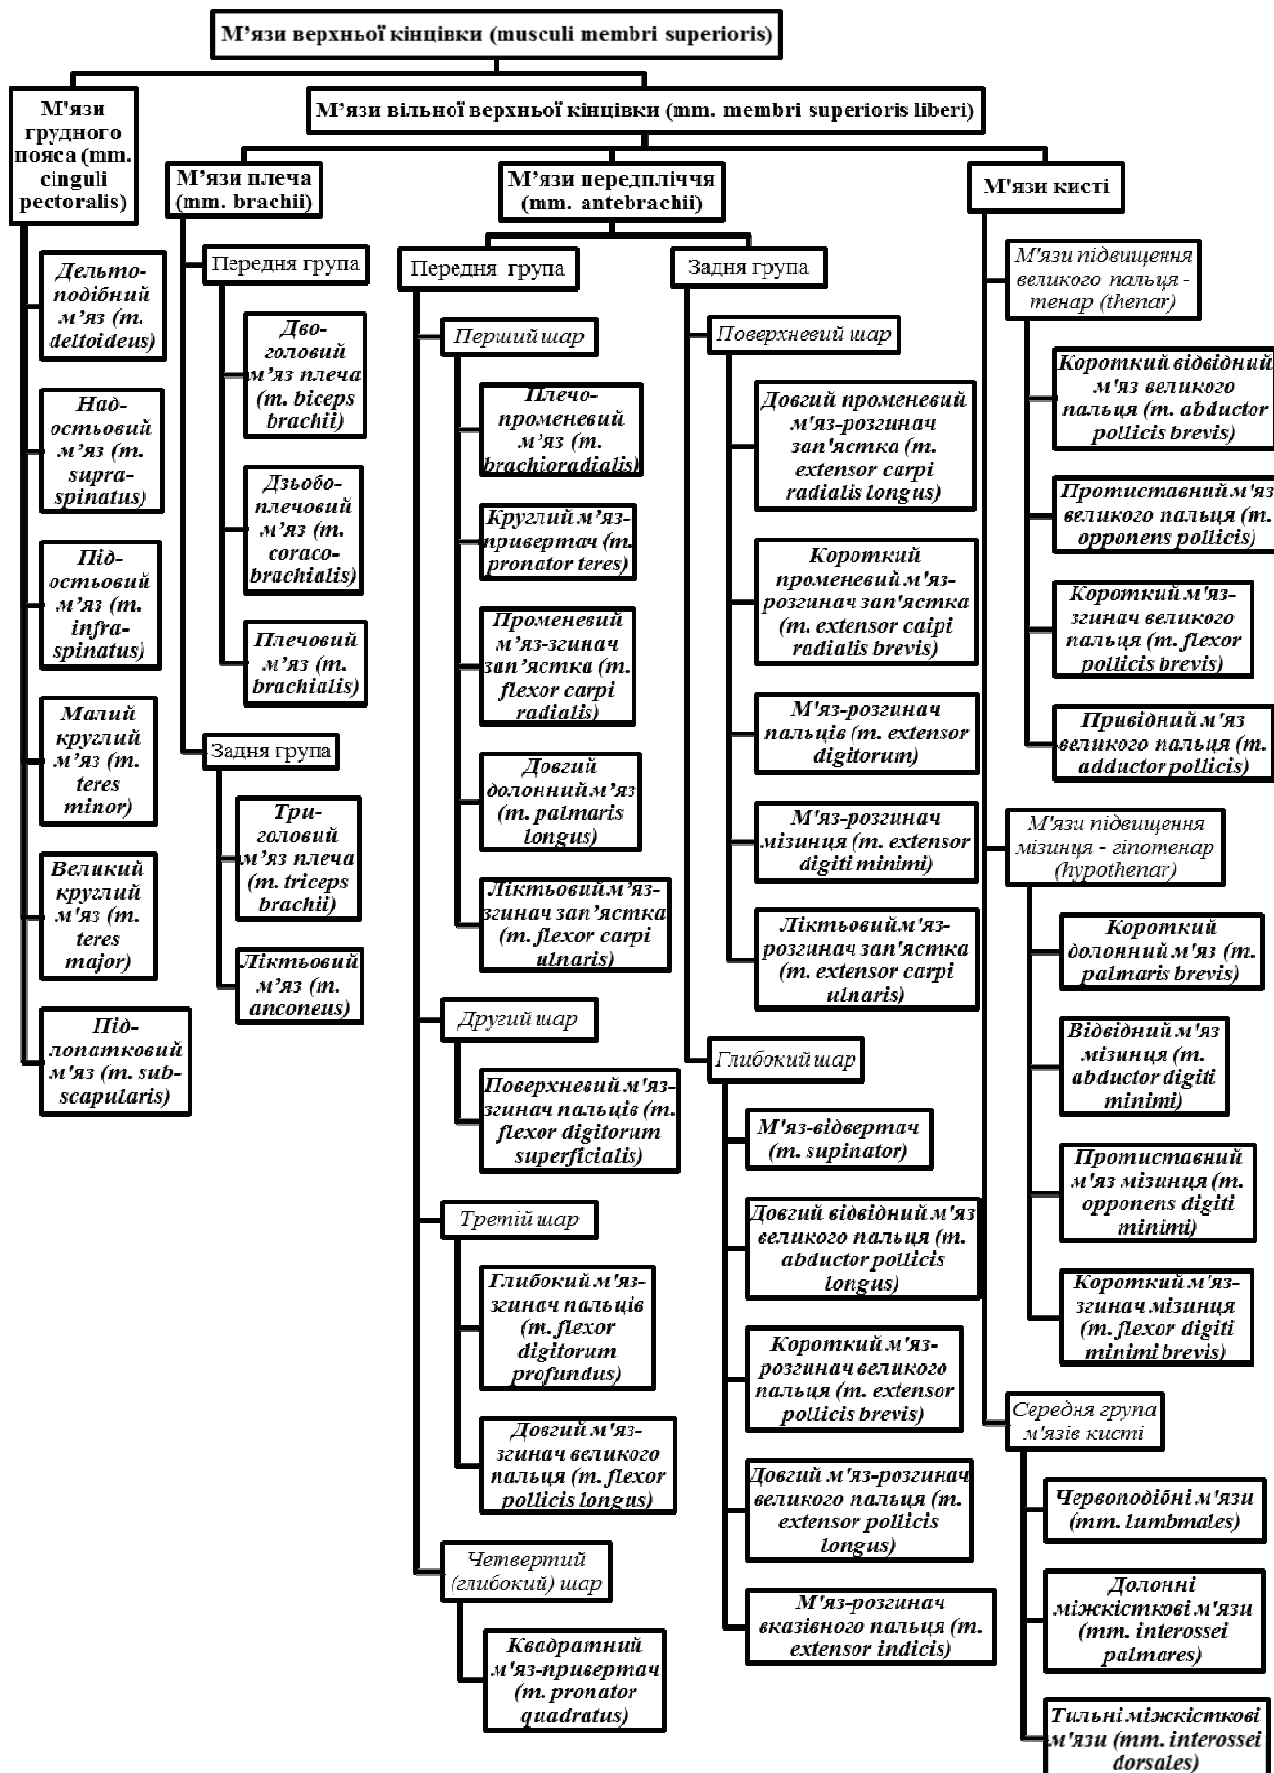 М’язи верхньої кінцівки (musculi membri superioris)
М'язи
грудного
пояса (mm.
cinguli
pectoralis)
Дельто-
подібний
м’яз (m.
deltoideus)
Над-
остьовий
м’яз (m.
supra-
spinatus)
Під-
остьовий
м’яз (m.
infra-
spinatus)
Малий
круглий
м’яз (m.
teres
minor)
Великий
круглий
м'яз (m.
teres
major)
Під-
лопатковий
м'яз (m. sub-
scapularis)
М’язи вільної верхньої кінцівки (mm. membri superioris liberi)
М’язи плеча
(mm. brachii)
Передня група
Дво-
головий
м’яз плеча
(m. biceps
brachii)
Дзьобо-
плечовий
м’яз (m.
coraco-
brachialis)
Плечовий
м’яз (m.
brachialis)
Задня група
Три-
головий
м’яз плеча
(m. triceps
brachii)
Ліктьовий
м’яз (m.
anconeus)
М’язи передпліччя
(mm. antebrachii)
Передня група
Перший шар
Плечо-
променевий
м’яз (m.
brachioradialis)
Круглий м’яз-
привертач (m.
pronator teres)
Променевий
м’яз-згинач
зап’ястка (m.
flexor carpi
radialis)
Довгий
долонний м’яз
(m. palmaris
longus)
Ліктьовий м’яз-
згинач зап’ястка
(m. flexor carpi
ulnaris)
Другий шар
Поверхневий м'яз-
згинач пальців (m.
flexor digitorum
superficialis)
Третій шар
Глибокий м'яз-
згинач пальців
(m. flexor
digitorum
profundus)
Довгий м'яз-
згинач великого
пальця (m. flexor
pollicis longus)
Четвертий
(глибокий) шар
Квадратний
м'яз-привертач
(m. pronator
quadratus)
Задня група
Поверхневий шар
Довгий променевий
м'яз-розгинач
зап'ястка (m.
extensor carpi
radialis longus)
Короткий
променевий м'яз-
розгинач зап'ястка
(m. extensor caipi
radialis brevis)
М'яз-розгинач
пальців (m.
extensor digitorum)
М'яз-розгинач
мізинця (m. extensor
digiti minimi)
Ліктьовий м'яз-
розгинач зап'ястка
(m. extensor carpi
ulnaris)
Глибокий шар
М'яз-відвертач
(m. supinator)
Довгий відвідний м'яз
великого пальця (m.
abductor pollicis
longus)
Короткий м'яз-
розгинач великого
пальця (m. extensor
pollicis brevis)
Довгий м'яз-розгинач
великого пальця (m.
extensor pollicis
longus)
М'яз-розгинач
вказівного пальця (m.
extensor indicis)
М'язи кисті
М'язи підвищення
великого пальця -
тенар (thenar)
Короткий відвідний
м'яз великого
пальця (m. abductor
pollicis brevis)
Протиставний м'яз
великого пальця (m.
opponens pollicis)
Короткий м'яз-
згинач великого
пальця (m. flexor
pollicis brevis)
Привідний м'яз
великого пальця (m.
adductor pollicis)
М'язи підвищення
мізинця - гіпотенар
(hypothenar)
Короткий
долонний м'яз (m.
palmaris brevis)
Відвідний м'яз
мізинця (m.
abductor digiti
minimi)
Протиставний
м'яз мізинця (m.
opponens digiti
minimi)
Короткий м'яз-
згинач мізинця
(m. flexor digiti
minimi brevis)
Середня група
м'язів кисті
Червоподібні м'язи
(mm. lumbmales)
Долонні
міжкісткові м'язи
(mm. interossei
palmares)
Тильні міжкісткові
м'язи (mm. interossei
dorsales)